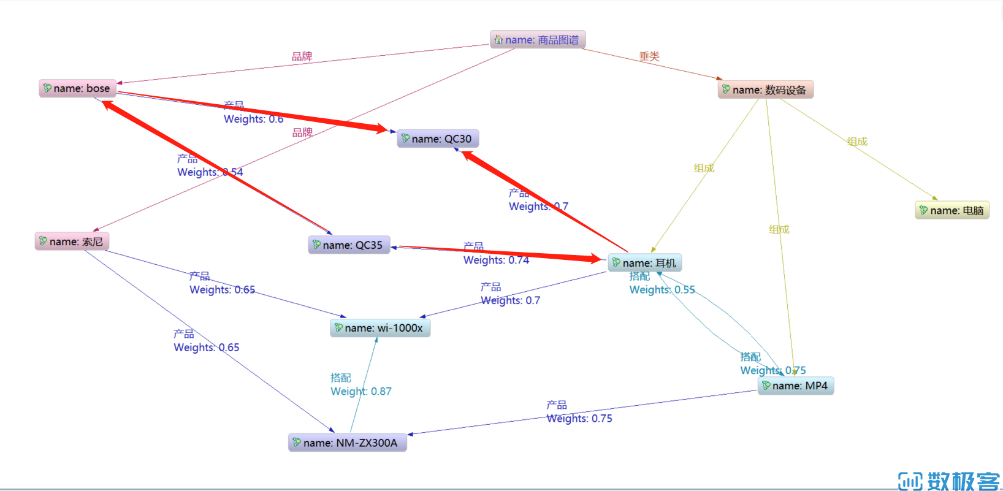 name: 商品图谱
品牌
垂类
name: bose
name: 数码设备
产品
Weights: 0.6
品牌
name: QC30
组成
产品
Weights: 0.54
组成
产品
Weights: 0.7
name: 电脑
组成
name: 索尼
name: QC35
产品
Weights: 0.74
name: 耳机
产品
Weights: 0.65
搭配
Weights: 0.55
产品
Weights: 0.7
name: wi-1000x
产品
Weights: 0.65
搭配
Weights: 0.75
搭配
Weight: 0.87
name: MP4
产品
Weights: 0.75
name: NM-ZX300A
数极客